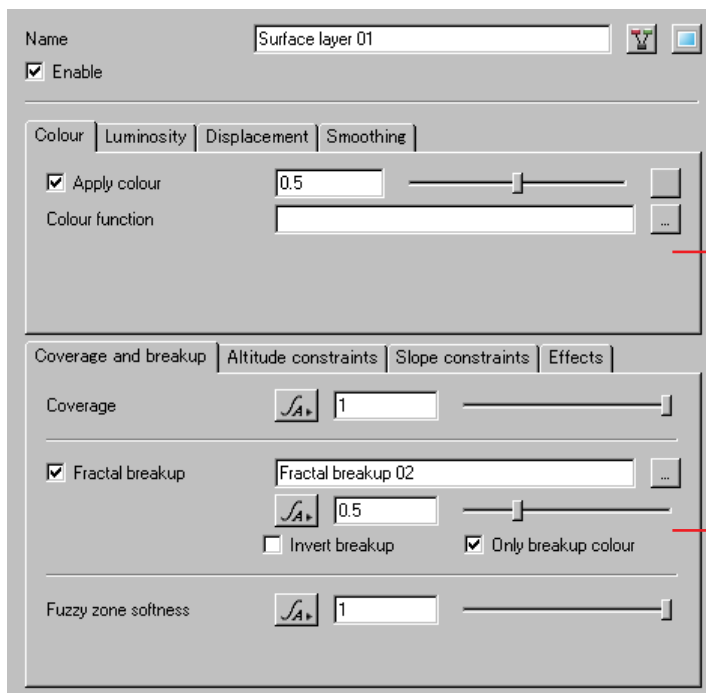 Name Surface layer 01
Enable
Colour Luminosity Displacement Smoothing
Apply colour 0.5
Colour function ...
Coverage and breakup Altitude constraints Slope constraints Effects
Coverage A 1
Fractal breakup Fractal breakup 02 ...
A 0.5
Invert breakup Only breakup colour
Fuzzy zone softness A 1